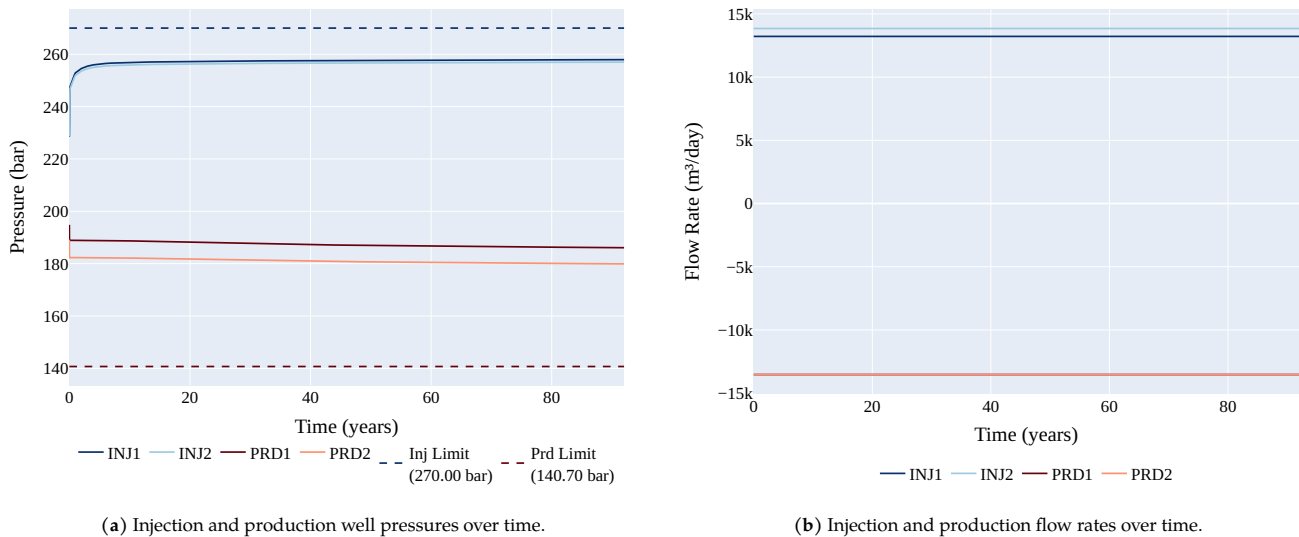 260
240
220
200
180
160
140
0
20
40
60
80
Pressure (bar)
Time (years)
INJ1
INJ2
PRD1
PRD2
Inj Limit
(270.00 bar)
Prd Limit
(140.70 bar)
(a) Injection and production well pressures over time.
15k
10k
5k
0
−5k
−10k
−15k
0
20
40
60
80
Flow Rate (m³/day)
Time (years)
INJ1
INJ2
PRD1
PRD2
(b) Injection and production flow rates over time.